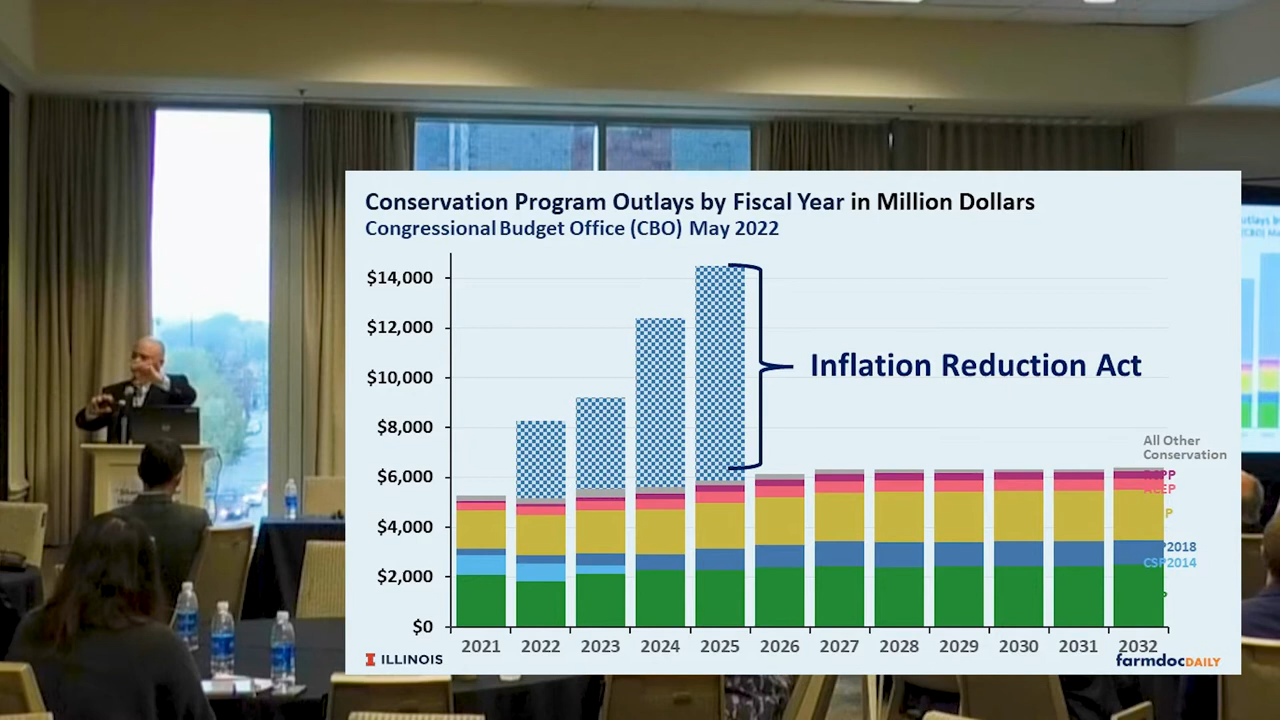 Conservation Program Outlays by Fiscal Year in Million Dollars
Congressional Budget Office (CBO) May 2022
$14,000
$12,000
$10,000
$8,000
$6,000
$4,000
$2,000
$0
Inflation Reduction Act
All Other
Conservation
CSP2014
2021 2022 2023 2024 2025 2026 2027 2028 2029 2030 2031 2032
ILLINOIS
farmdocDAILY